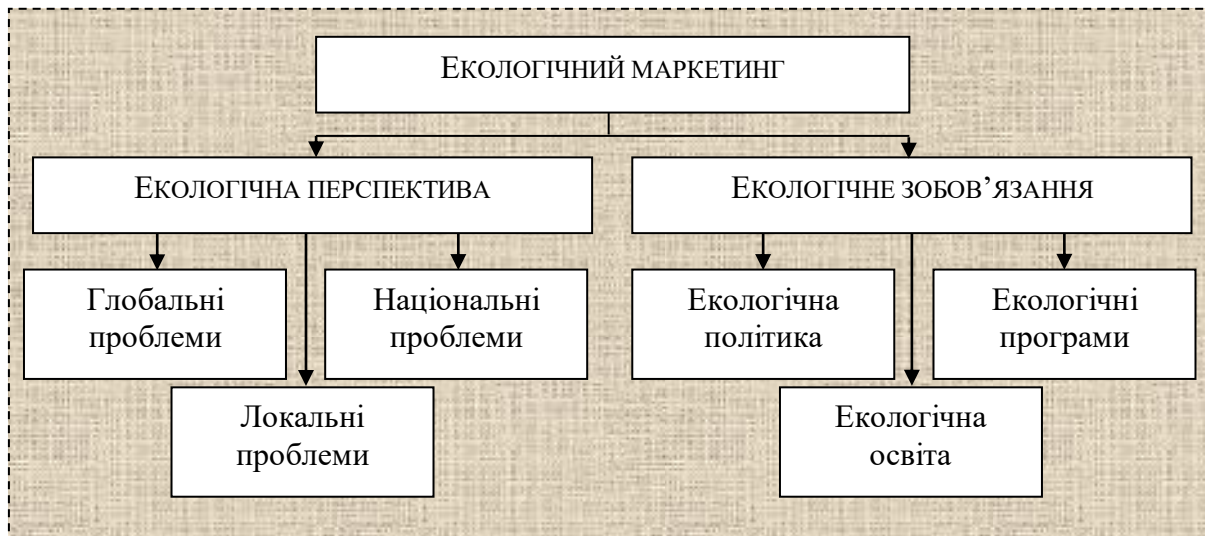 ЕКОЛОГІЧНИЙ МАРКЕТИНГ
ЕКОЛОГІЧНА ПЕРСПЕКТИВА
ЕКОЛОГІЧНЕ ЗОБОВ’ЯЗАННЯ
Глобальні
проблеми
Національні
проблеми
Екологічна
політика
Екологічні
програми
Локальні
проблеми
Екологічна
освіта